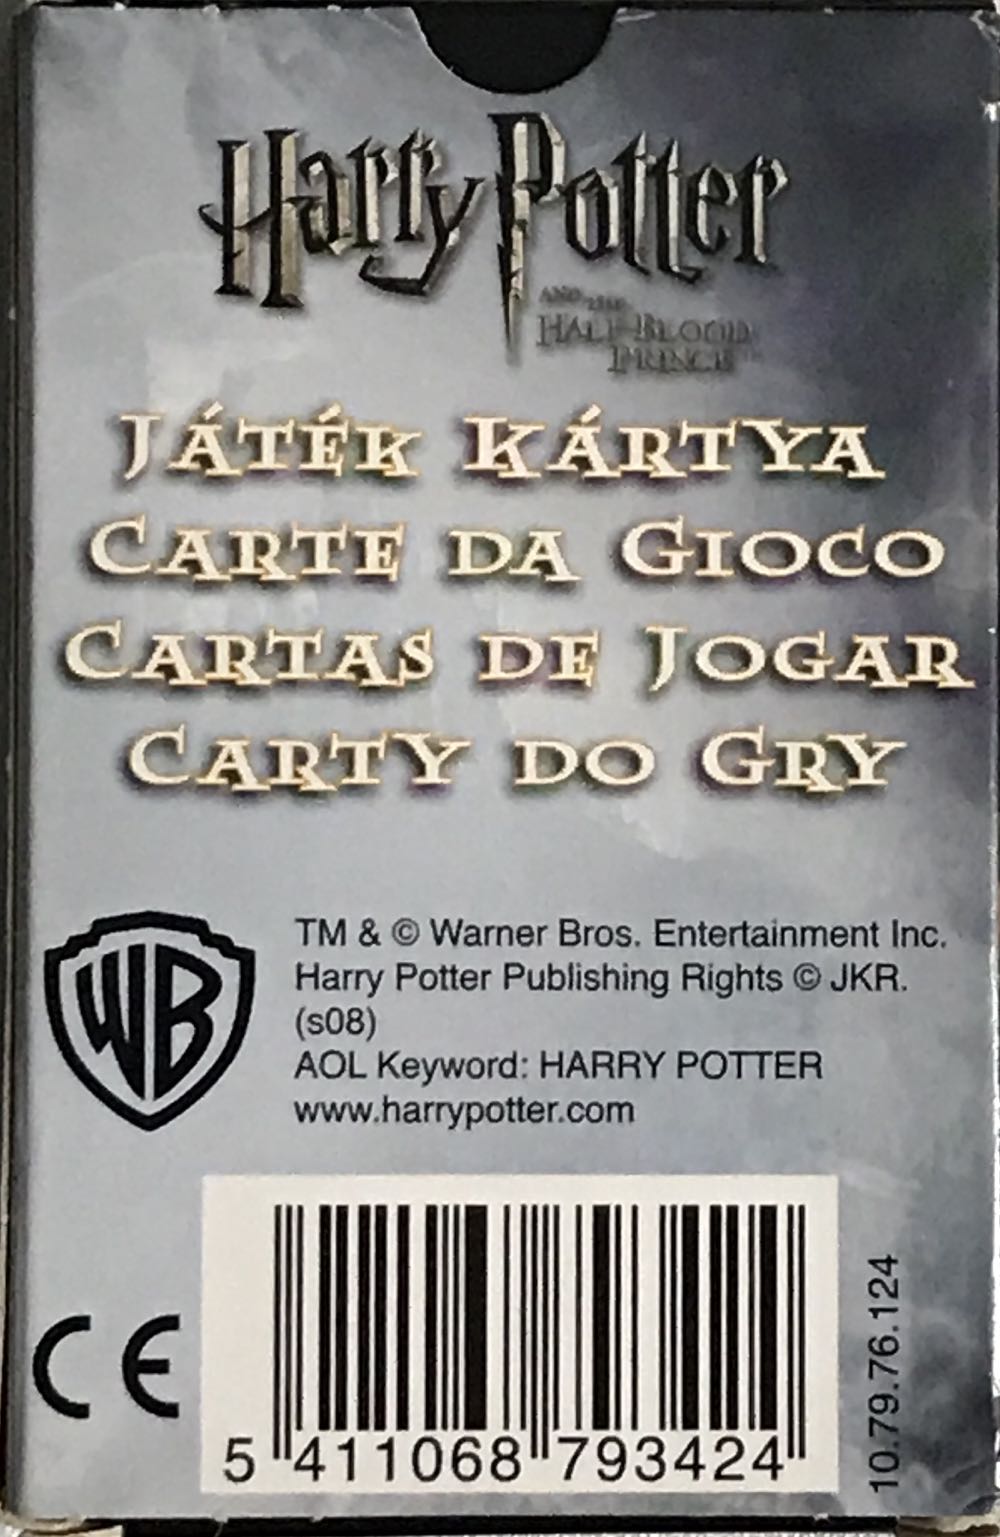 Harry Potter
AND THE
HALF-BLOOD
PRINCE™
JÁTÉK KÁRTYA
CARTE DA GIOCO
CARTAS DE JOGAR
CARTY DO GRY
WB
TM & © Warner Bros. Entertainment Inc.
Harry Potter Publishing Rights © JKR.
(s08)
AOL Keyword: HARRY POTTER
www.harrypotter.com
CE
5 411068 793424
10.79.76.124